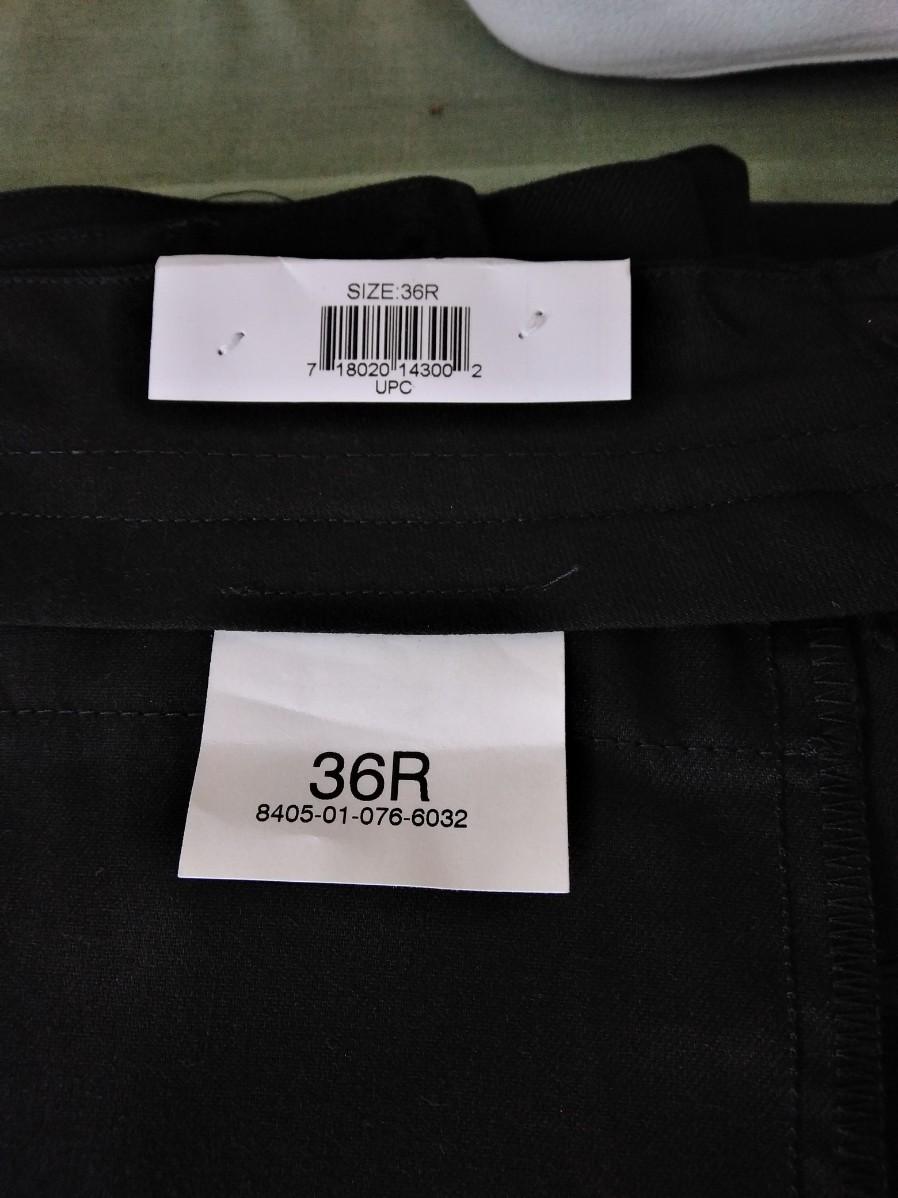 SIZE:36R
7 18020 14300 2
UPC
36R
8405-01-076-6032